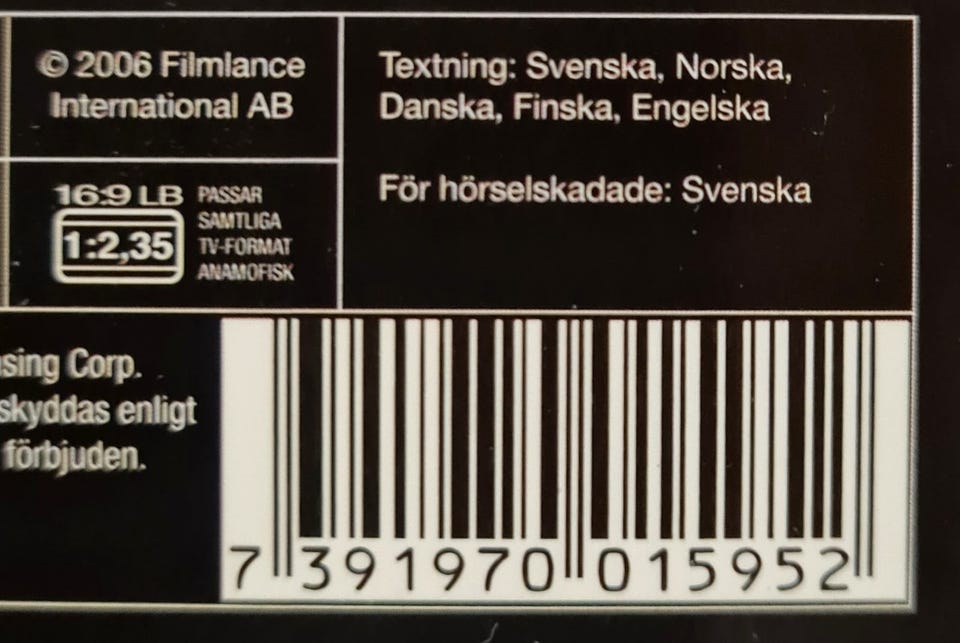 © 2006 Filmlance
International AB
Textning: Svenska, Norska,
Danska, Finska, Engelska
För hörselskadade: Svenska
16:9 LB
1:2,35
PASSAR
SAMTLIGA
TV-FORMAT
ANAMOFISK
sing Corp.
skyddas enligt
förbjuden.
7 391970 015952